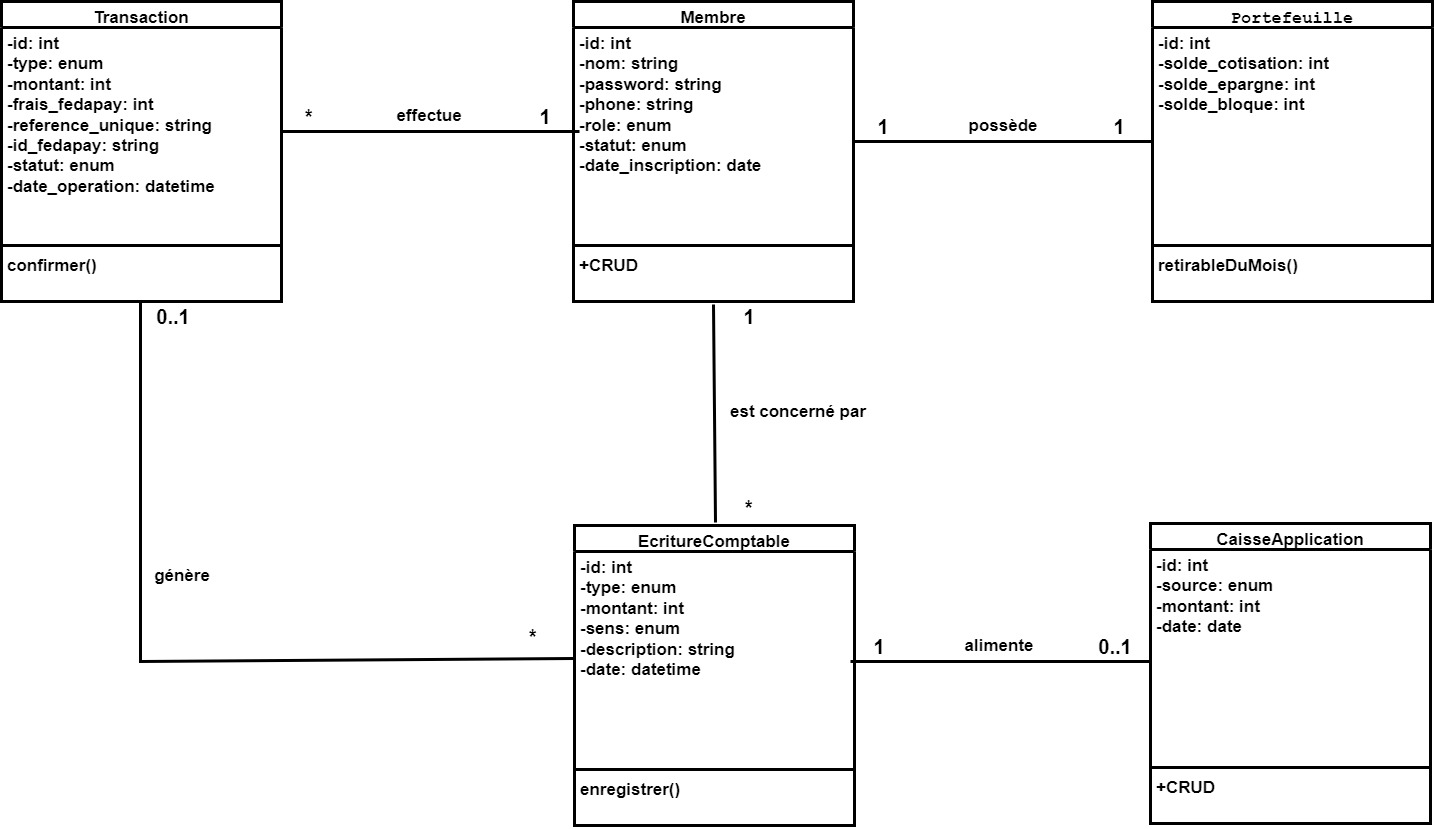 Transaction
-id: int
-type: enum
-montant: int
-frais_fedapay: int
-reference_unique: string
-id_fedapay: string
-statut: enum
-date_operation: datetime
confirmer()
* effectue 1
Membre
-id: int
-nom: string
-password: string
-phone: string
-role: enum
-statut: enum
-date_inscription: date
+CRUD
1 possède 1
Portefeuille
-id: int
-solde_cotisation: int
-solde_epargne: int
-solde_bloque: int
retirableDuMois()
0..1
génère
*
1
est concerné par
*
EcritureComptable
-id: int
-type: enum
-montant: int
-sens: enum
-description: string
-date: datetime
enregistrer()
1 alimente 0..1
CaisseApplication
-id: int
-source: enum
-montant: int
-date: date
+CRUD